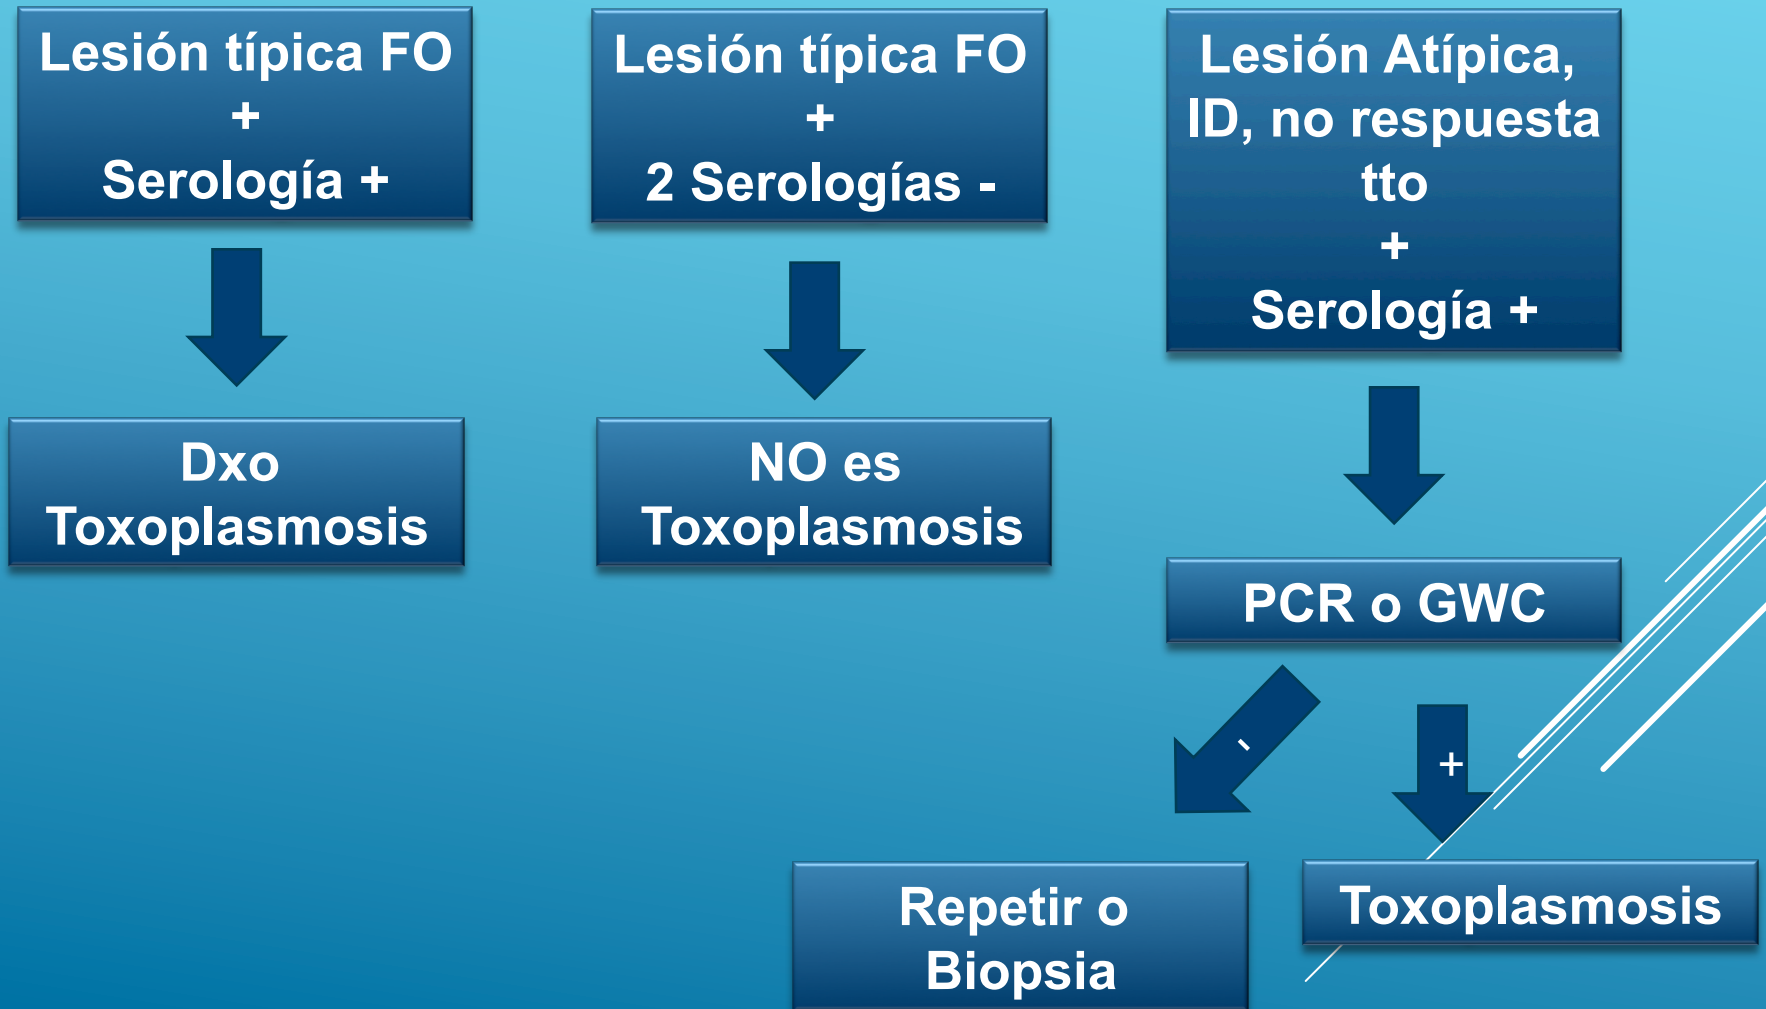 Lesión típica FO
+
Serología +
Dxo
Toxoplasmosis
Lesión típica FO
+
2 Serologías -
NO es
Toxoplasmosis
Lesión Atípica,
ID, no respuesta
tto
+
Serología +
PCR o GWC
-
+
Repetir o
Biopsia
Toxoplasmosis